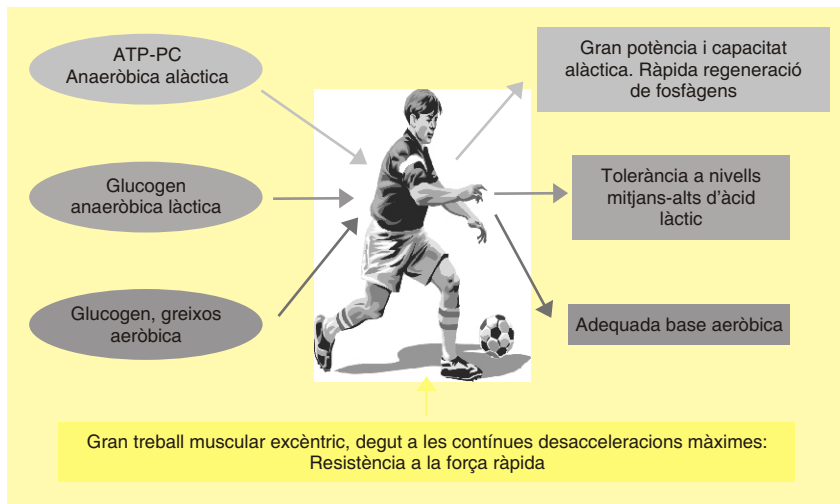 ATP-PC
Anaeròbica alàctica
Gran potència i capacitat
alàctica. Ràpida regeneració
de fosfàgens
Glucogen
anaeròbica làctica
Tolerància a nivells
mitjans-alts d'àcid
làctic
Glucogen, greixos
aeròbica
Adequada base aeròbica
Gran treball muscular excèntric, degut a les contínues desacceleracions màximes:
Resistència a la força ràpida